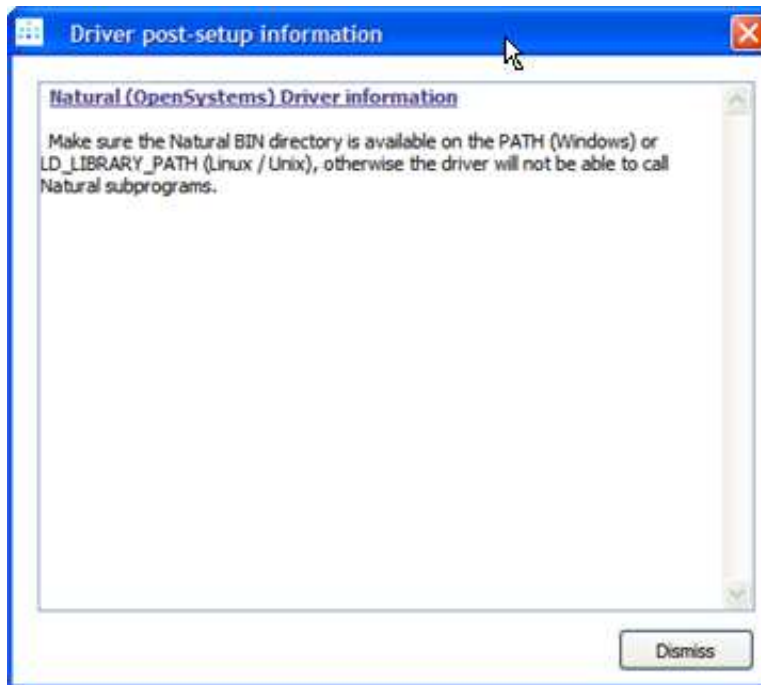 Driver post-setup information
Natural (OpenSystems) Driver information
Make sure the Natural BIN directory is available on the PATH (Windows) or
LD_LIBRARY_PATH (Linux / Unix), otherwise the driver will not be able to call
Natural subprograms.
Dismiss